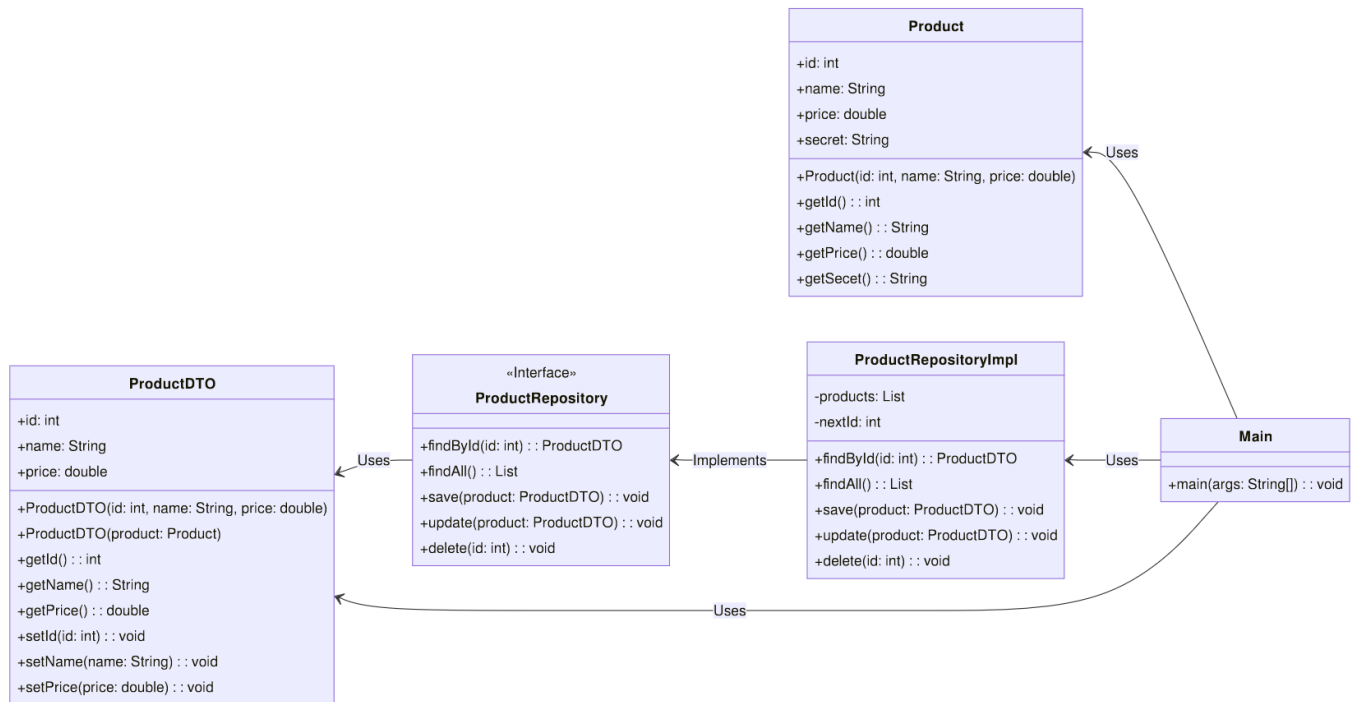 Product
+id: int
+name: String
+price: double
+secret: String
+Product(id: int, name: String, price: double)
+getId() : : int
+getName() : : String
+getPrice() : : double
+getSecet() : : String
Uses
ProductDTO
+id: int
+name: String
+price: double
+ProductDTO(id: int, name: String, price: double)
+ProductDTO(product: Product)
+getId() : : int
+getName() : : String
+getPrice() : : double
+setId(id: int) : : void
+setName(name: String) : : void
+setPrice(price: double) : : void
Uses
«Interface»
ProductRepository
+findById(id: int) : : ProductDTO
+findAll() : : List
+save(product: ProductDTO) : : void
+update(product: ProductDTO) : : void
+delete(id: int) : : void
Implements
ProductRepositoryImpl
-products: List
-nextId: int
+findById(id: int) : : ProductDTO
+findAll() : : List
+save(product: ProductDTO) : : void
+update(product: ProductDTO) : : void
+delete(id: int) : : void
Uses
Main
+main(args: String[]) : : void
Uses